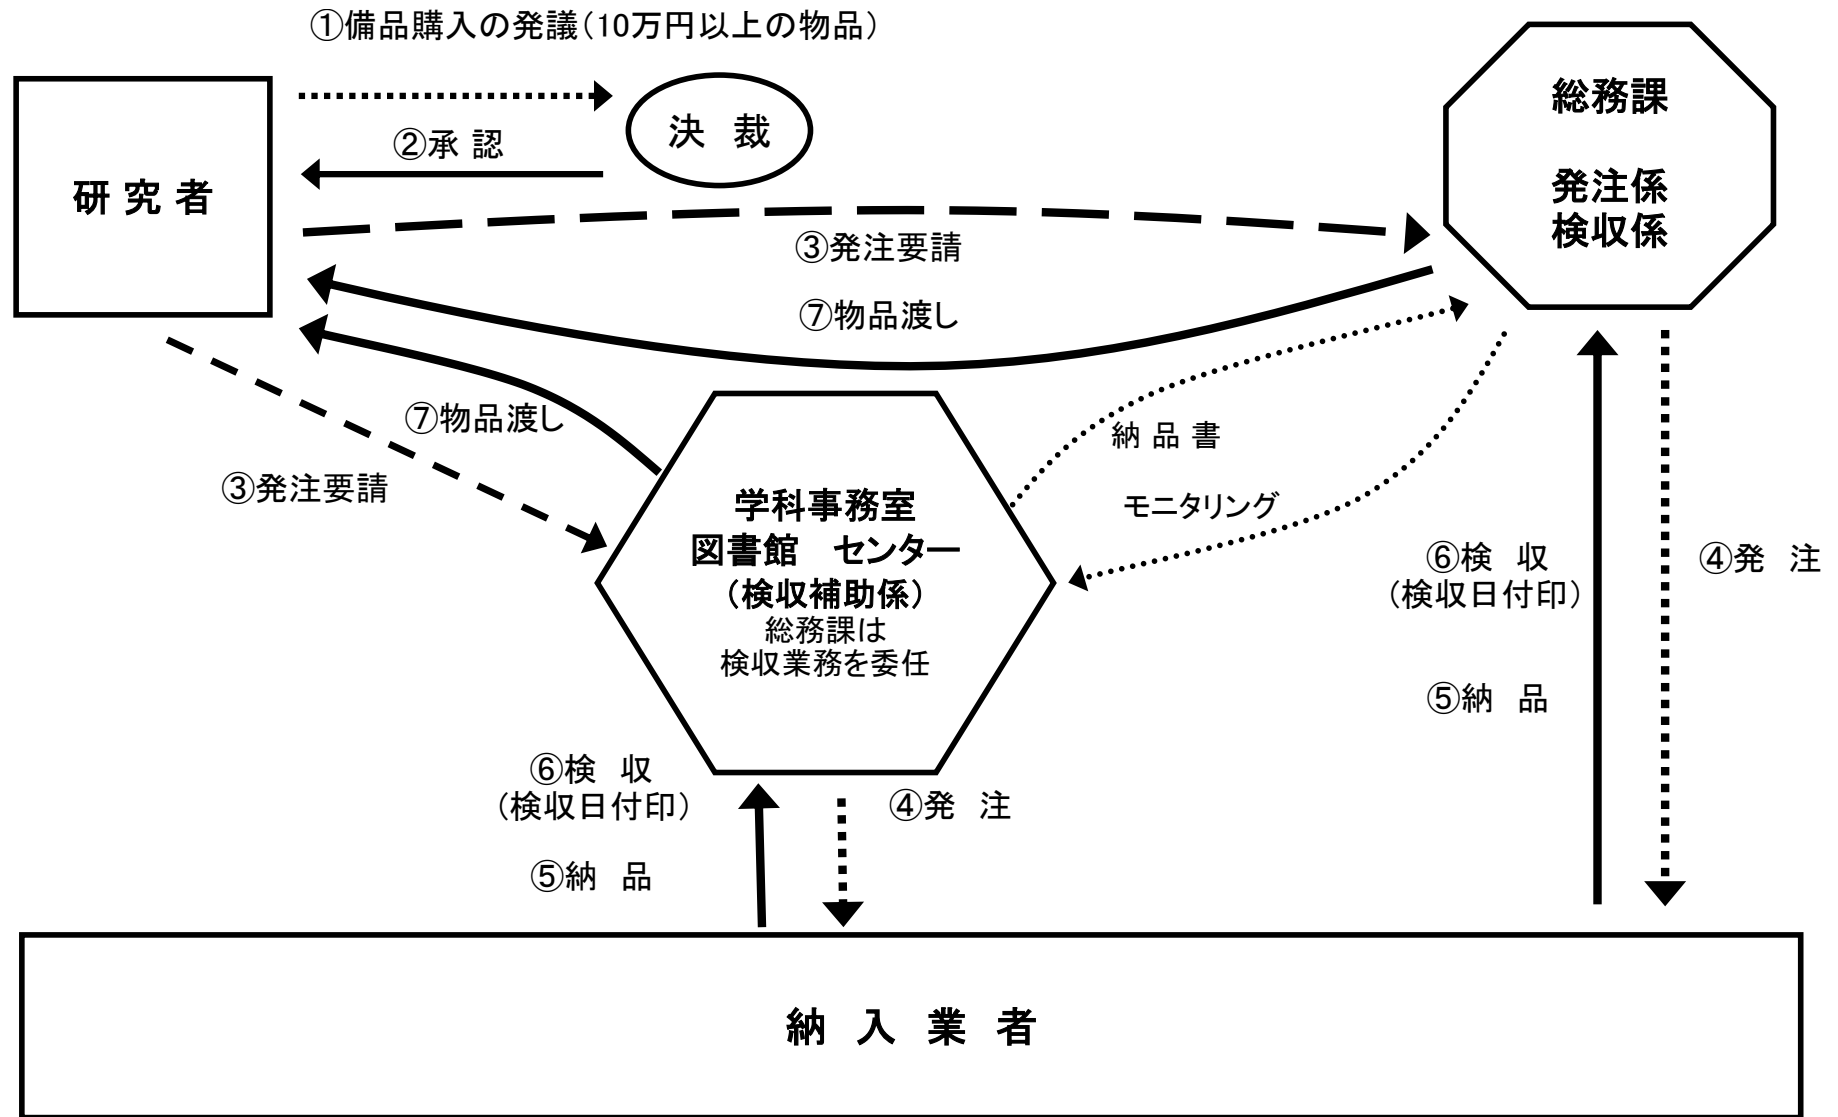 ①備品購入の発議（10万円以上の物品）
決　裁
②承 認
研 究 者
総務課
発注係
検収係
③発注要請
⑦物品渡し
⑦物品渡し
③発注要請
納 品 書
モニタリング
学科事務室
図書館　センター
（検収補助係）
総務課は
検収業務を委任
⑥検　収
（検収日付印）
④発　注
⑤納　品
⑥検　収
（検収日付印）
④発　注
⑤納　品
納　入　業　者